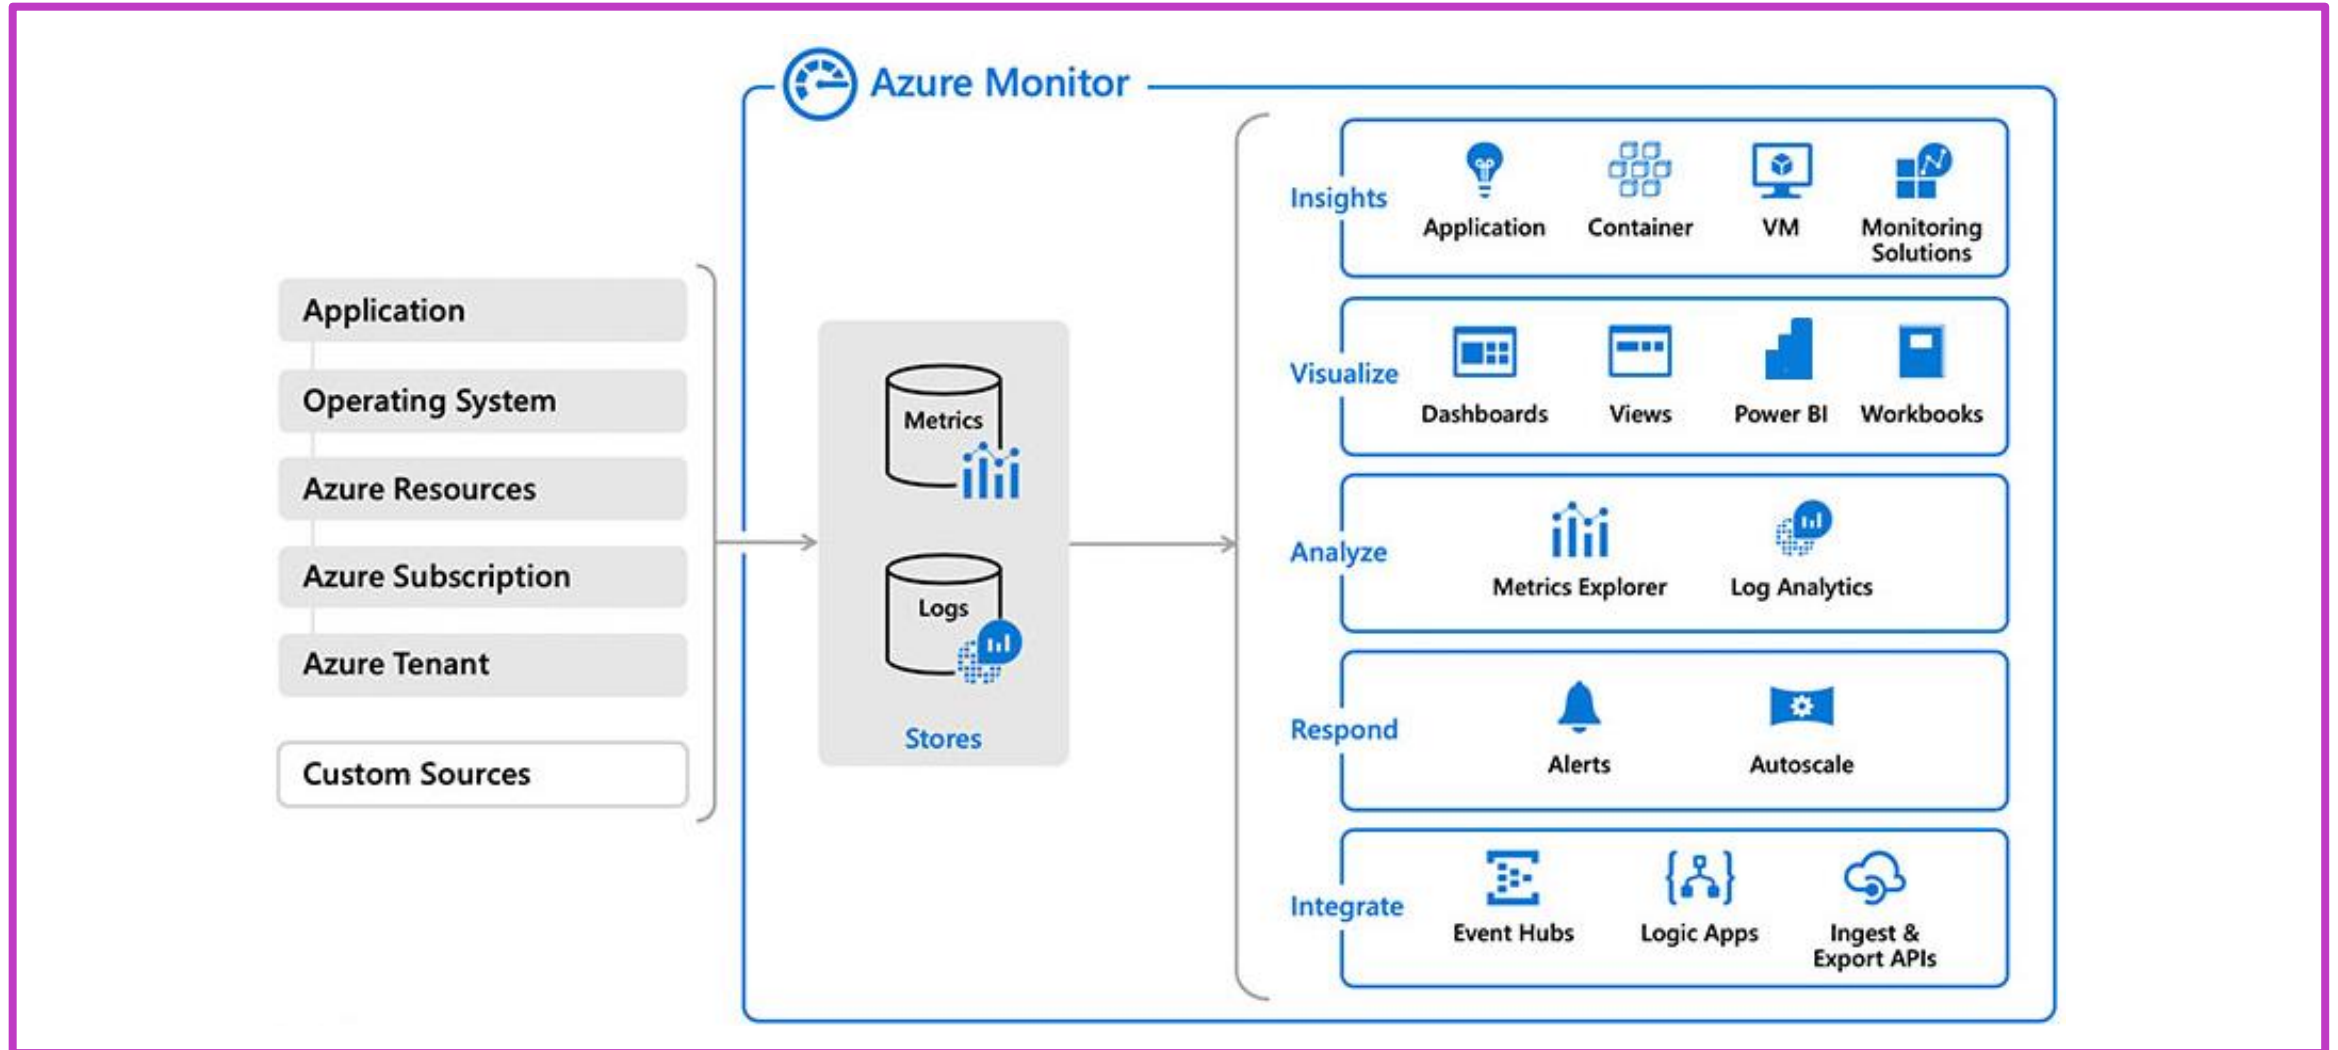 Azure Monitor
Application
Operating System
Azure Resources
Azure Subscription
Azure Tenant
Custom Sources
Metrics
Logs
Stores
Insights
Application
Container
VM
Monitoring
Solutions
Visualize
Dashboards
Views
Power BI
Workbooks
Analyze
Metrics Explorer
Log Analytics
Respond
Alerts
Autoscale
Integrate
Event Hubs
Logic Apps
Ingest &
Export APIs